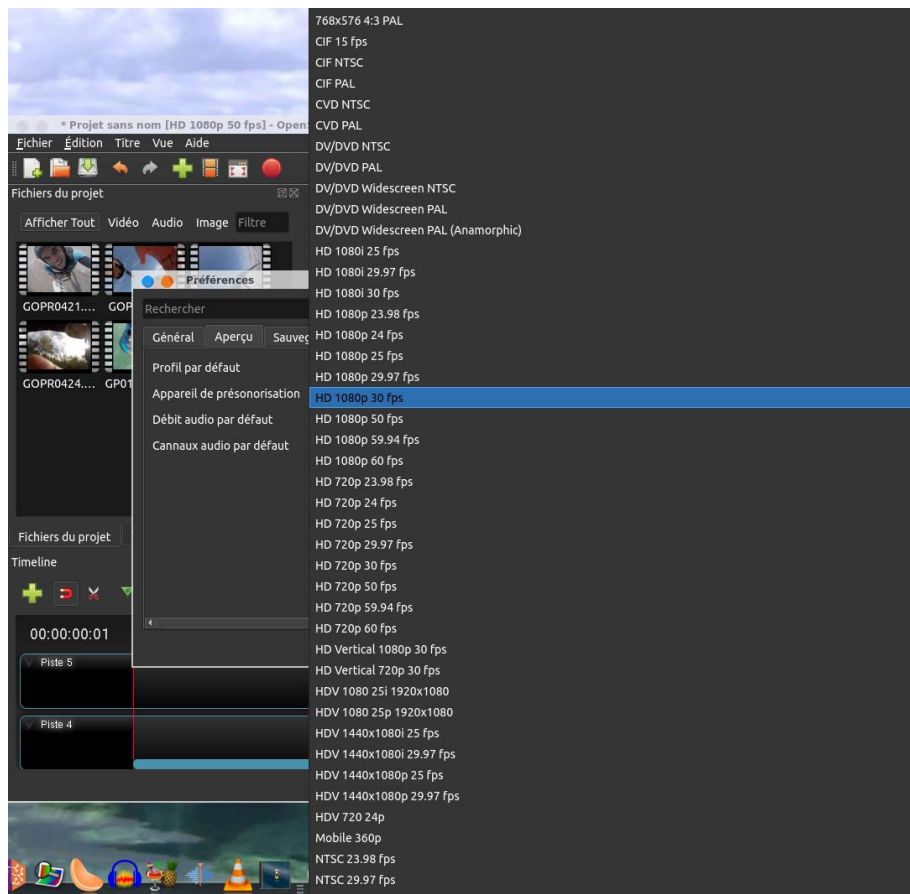 * Projet sans nom [HD 1080p 50 fps] - Open
Fichier Édition Titre Vue Aide
Fichiers du projet
Afficher Tout Vidéo Audio Image Filtre
GOPR0421.... GOP
GOPR0424.... GP01
Préférences
Rechercher
Général Aperçu Sauveg
Profil par défaut
Appareil de présonorisation
Débit audio par défaut
Cannaux audio par défaut
Fichiers du projet
Timeline
00:00:00:01
Piste 5
Piste 4
768x576 4:3 PAL
CIF 15 fps
CIF NTSC
CIF PAL
CVD NTSC
CVD PAL
DV/DVD NTSC
DV/DVD PAL
DV/DVD Widescreen NTSC
DV/DVD Widescreen PAL
DV/DVD Widescreen PAL (Anamorphic)
HD 1080i 25 fps
HD 1080i 29.97 fps
HD 1080i 30 fps
HD 1080p 23.98 fps
HD 1080p 24 fps
HD 1080p 25 fps
HD 1080p 29.97 fps
HD 1080p 30 fps
HD 1080p 50 fps
HD 1080p 59.94 fps
HD 1080p 60 fps
HD 720p 23.98 fps
HD 720p 24 fps
HD 720p 25 fps
HD 720p 29.97 fps
HD 720p 30 fps
HD 720p 50 fps
HD 720p 59.94 fps
HD 720p 60 fps
HD Vertical 1080p 30 fps
HD Vertical 720p 30 fps
HDV 1080 25i 1920x1080
HDV 1080 25p 1920x1080
HDV 1440x1080i 25 fps
HDV 1440x1080i 29.97 fps
HDV 1440x1080p 25 fps
HDV 1440x1080p 29.97 fps
HDV 720 24p
Mobile 360p
NTSC 23.98 fps
NTSC 29.97 fps